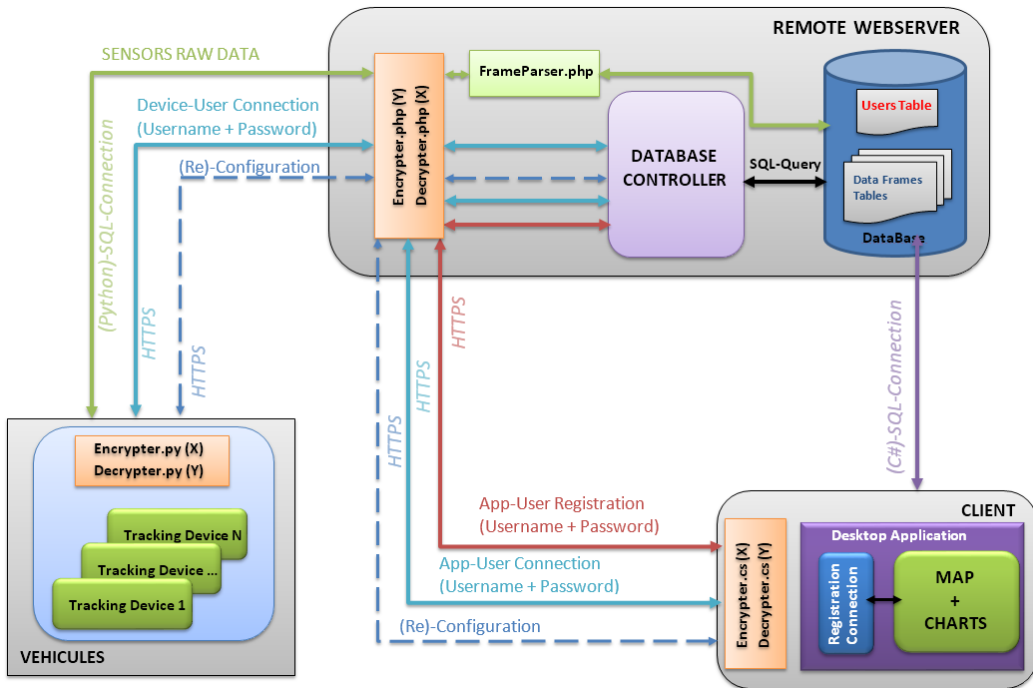 REMOTE WEBSERVER
SENSORS RAW DATA
Device-User Connection
(Username + Password)
(Re)-Configuration
Encrypter.php (Y)
Decrypter.php (X)
FrameParser.php
DATABASE
CONTROLLER
SQL-Query
Users Table
Data Frames
Tables
DataBase
(Python)-SQL-Connection
HTTPS
HTTPS
HTTPS
HTTPS
HTTPS
(C#)-SQL-Connection
Encrypter.py (X)
Decrypter.py (Y)
Tracking Device N
Tracking Device ...
Tracking Device 1
VEHICULES
App-User Registration
(Username + Password)
App-User Connection
(Username + Password)
(Re)-Configuration
CLIENT
Encrypter.cs (X)
Decrypter.cs (Y)
Desktop Application
Registration
Connection
MAP
+
CHARTS